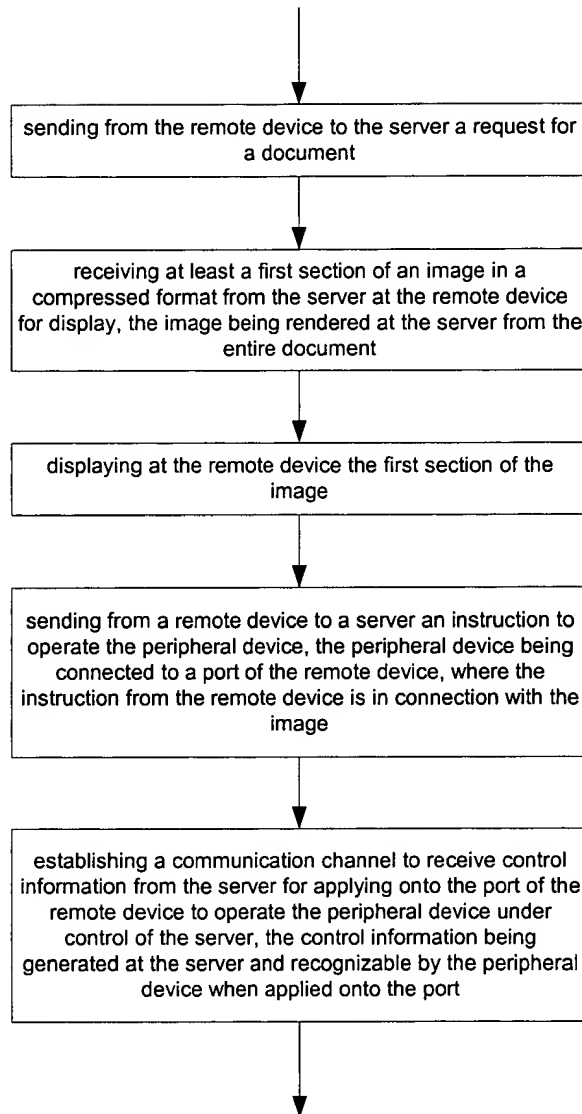 sending from the remote device to the server a request for
a document
receiving at least a first section of an image in a
compressed format from the server at the remote device
for display, the image being rendered at the server from the
entire document
displaying at the remote device the first section of the
image
sending from a remote device to a server an instruction to
operate the peripheral device, the peripheral device being
connected to a port of the remote device, where the
instruction from the remote device is in connection with the
image
establishing a communication channel to receive control
information from the server for applying onto the port of the
remote device to operate the peripheral device under
control of the server, the control information being
generated at the server and recognizable by the peripheral
device when applied onto the port